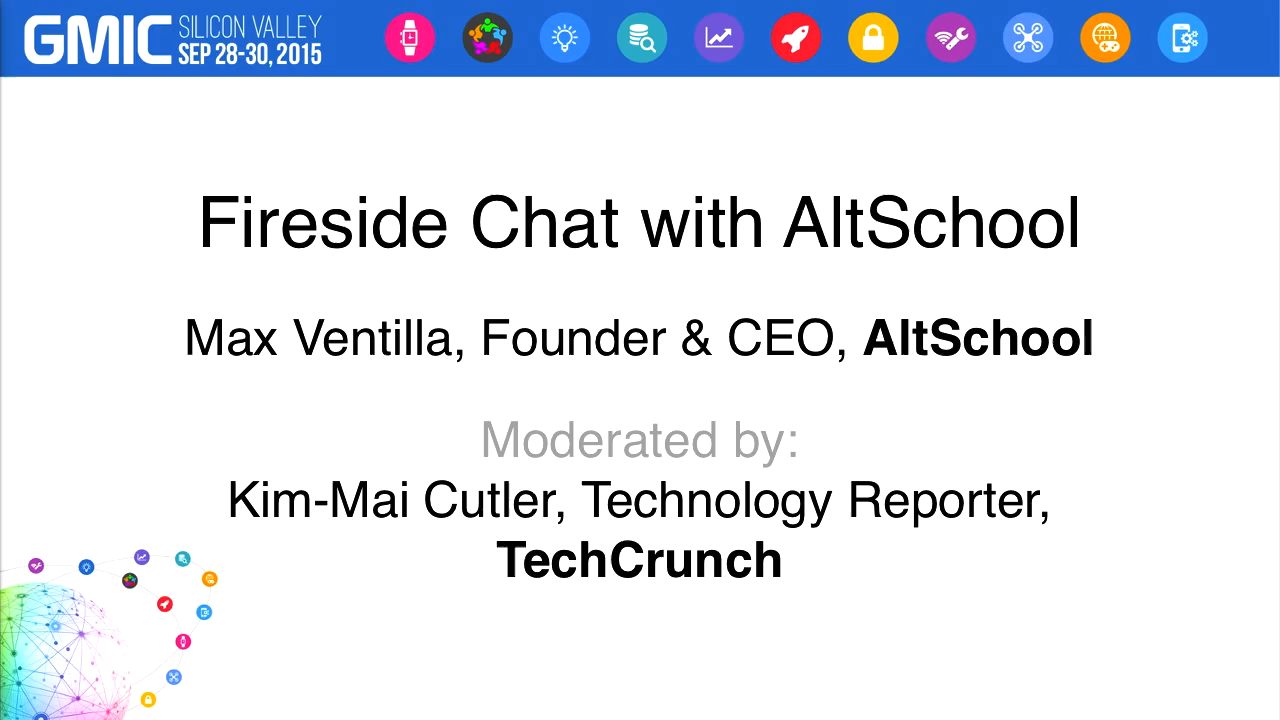 GMIC SILICON VALLEY
SEP 28-30, 2015
Fireside Chat with AltSchool
Max Ventilla, Founder & CEO, AltSchool
Moderated by:
Kim-Mai Cutler, Technology Reporter,
TechCrunch